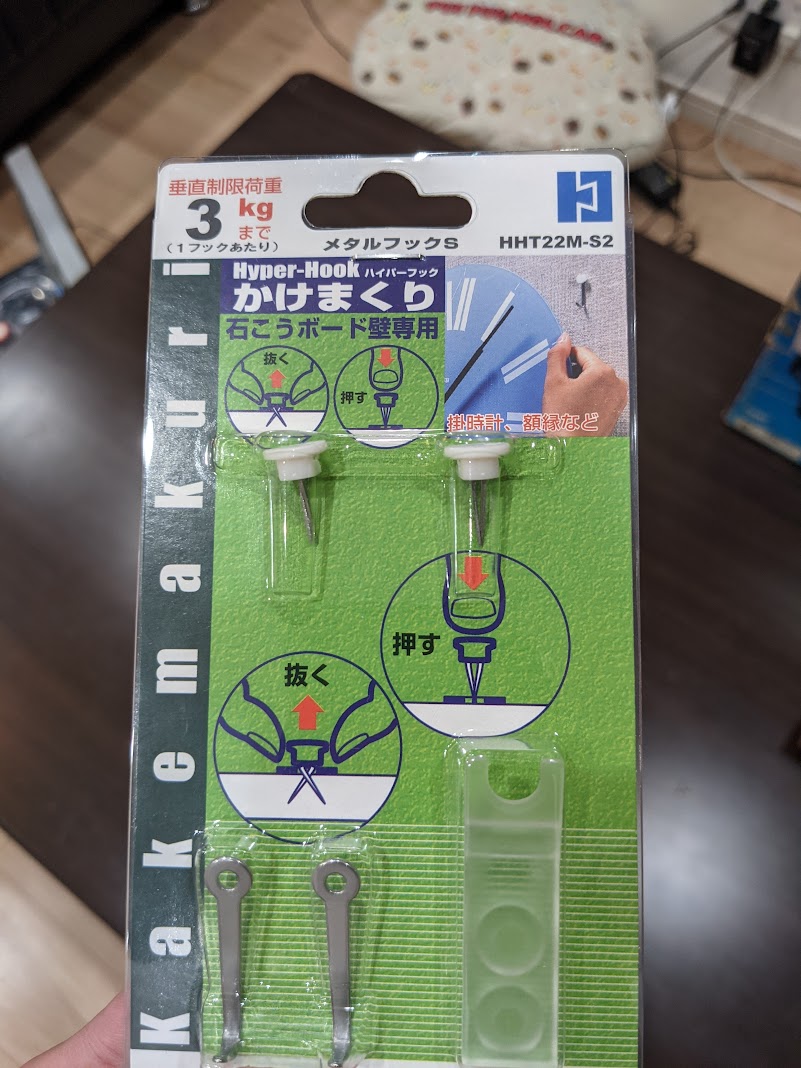 PUI PUI MOLCAR
垂直制限荷重
3kg
まで
(1フックあたり)
メタルフックS
HHT22M-S2
Hyper-Hook ハイパーフック
かけまくり
石こうボード壁専用
抜く
押す
掛時計、額縁など
押す
抜く
Kakemakuri